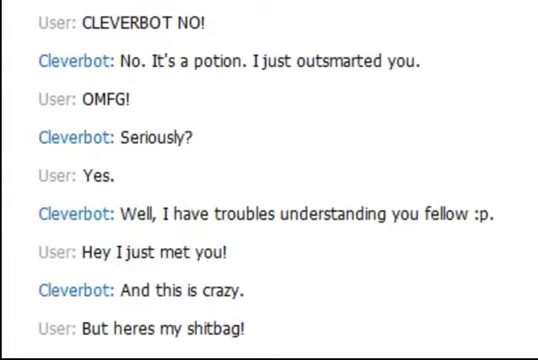 User: CLEVERBOT NO!
Cleverbot: No. It's a potion. I just outsmarted you.
User: OMFG!
Cleverbot: Seriously?
User: Yes.
Cleverbot: Well, I have troubles understanding you fellow :p.
User: Hey I just met you!
Cleverbot: And this is crazy.
User: But heres my shitbag!